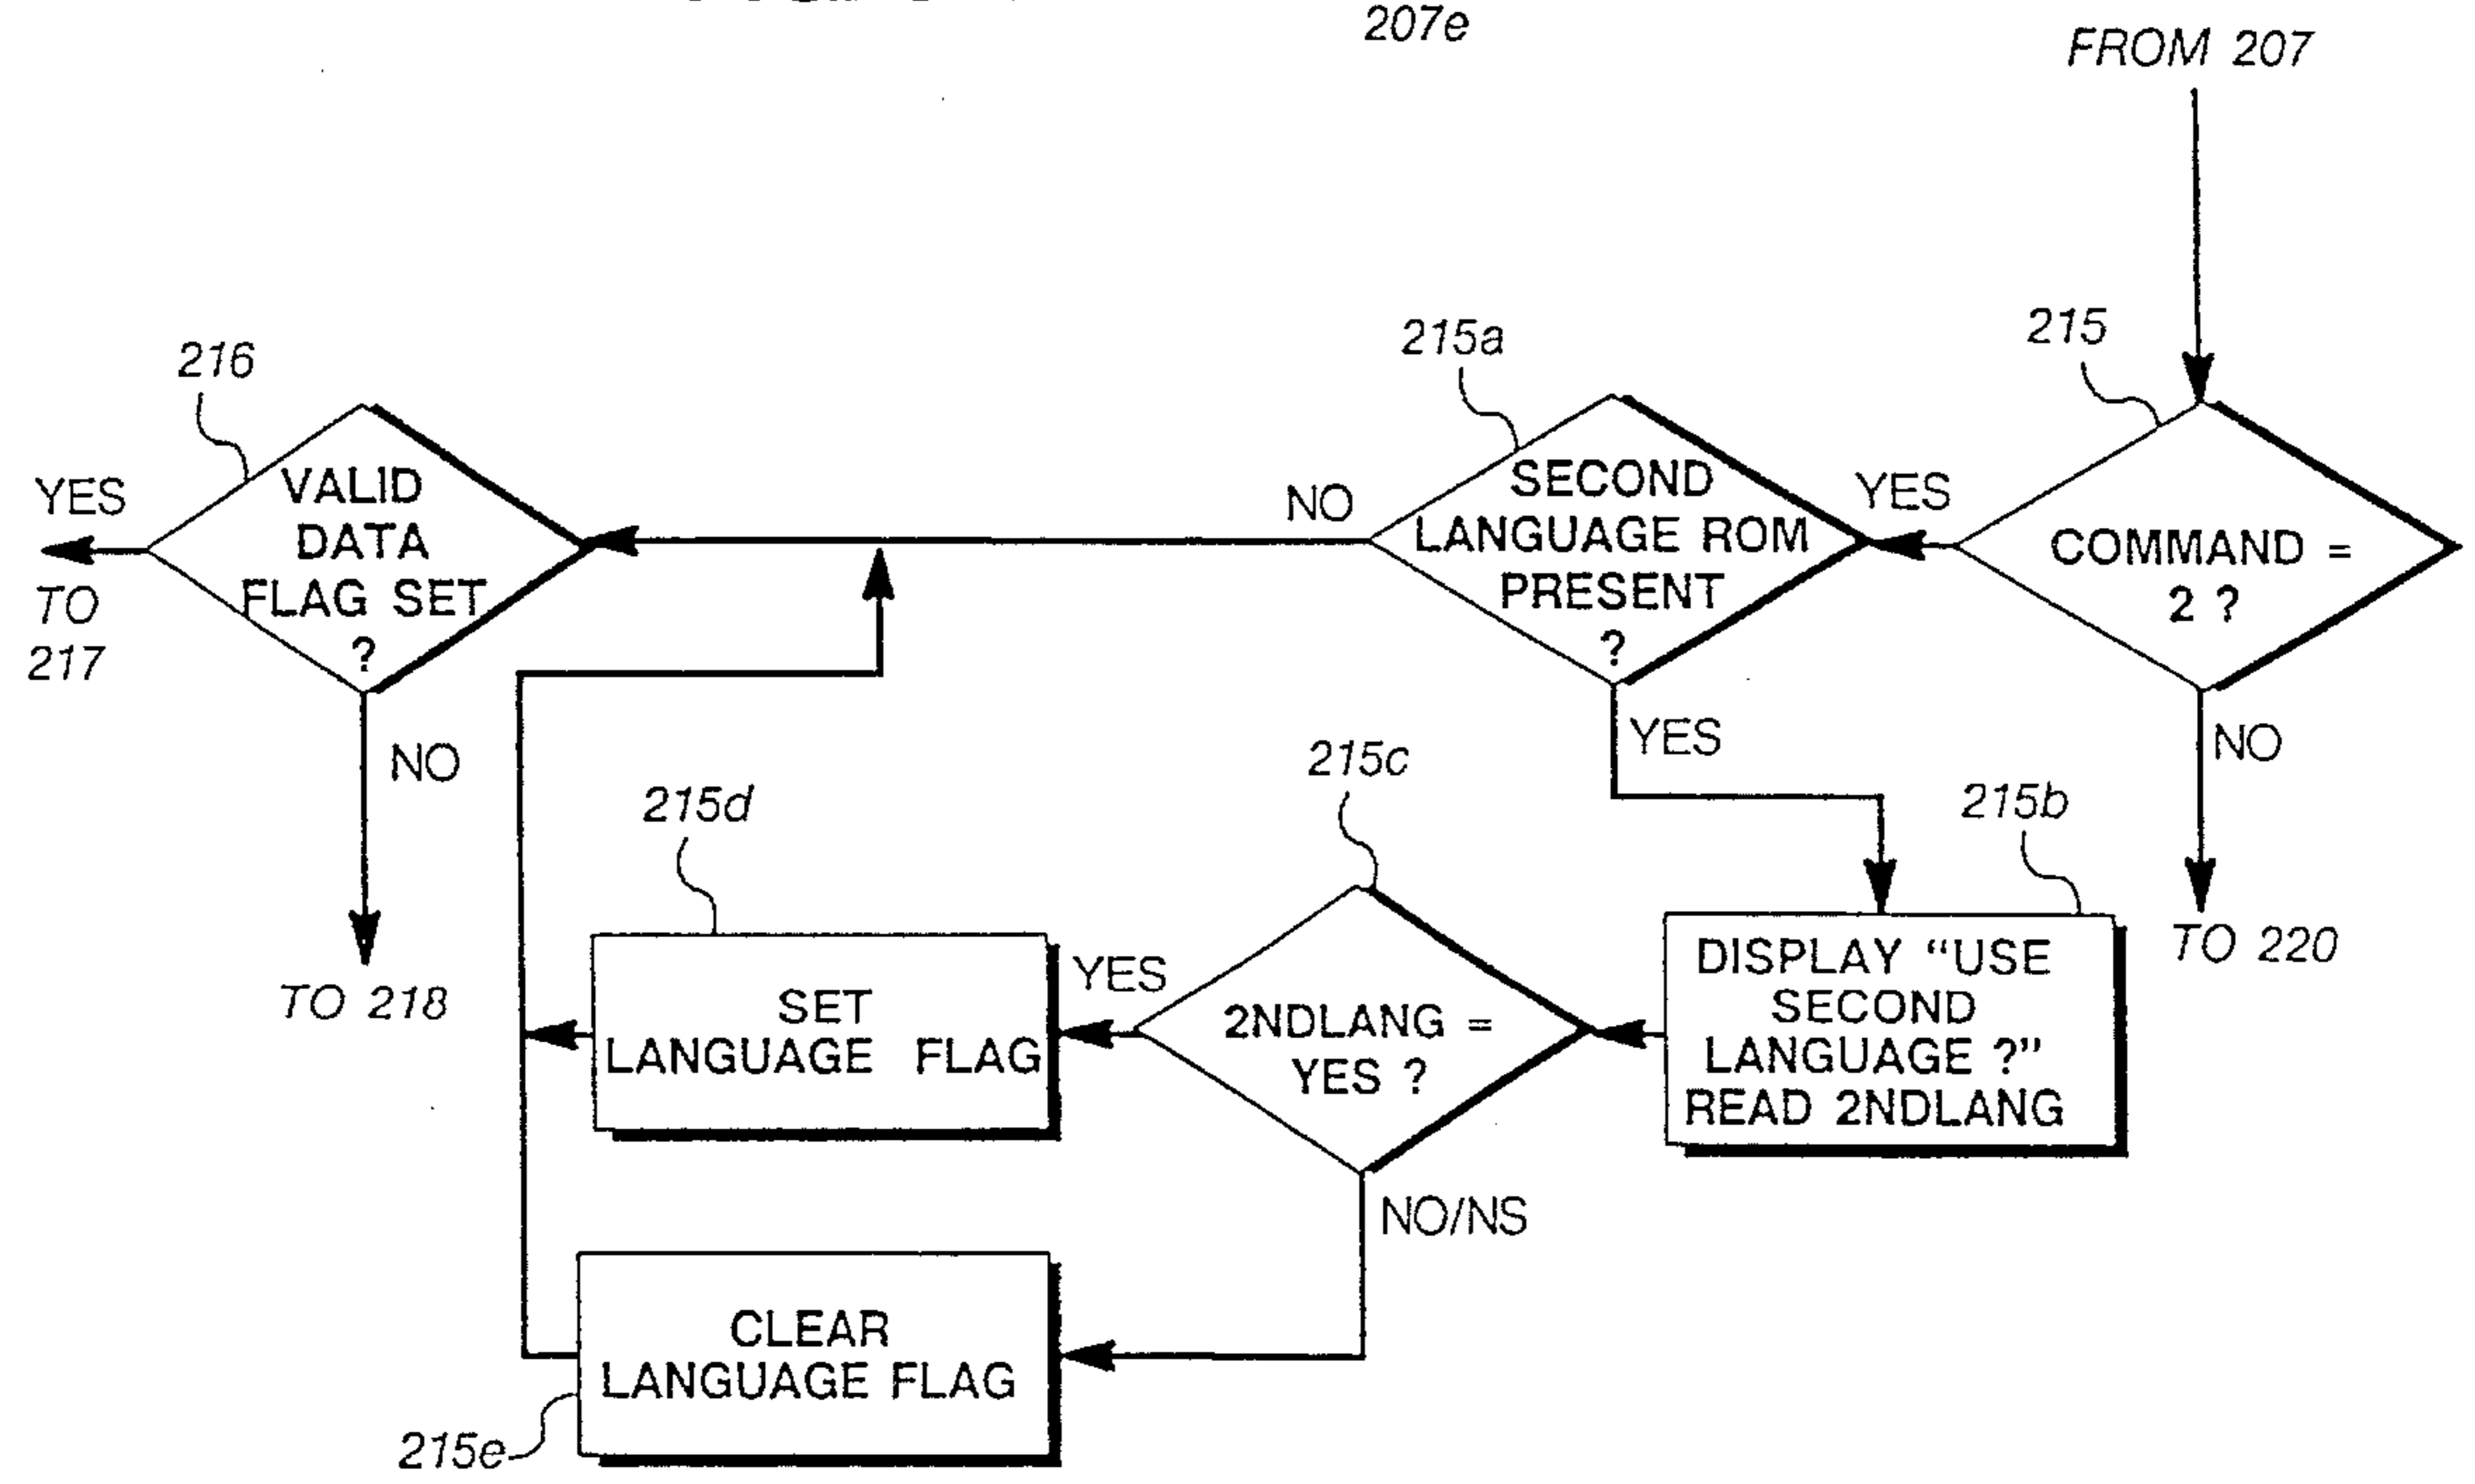 207e
FROM 207
215
215a
216
COMMAND =
2 ?
YES
NO
TO 220
SECOND
LANGUAGE ROM
PRESENT
?
NO
YES
VALID
DATA
FLAG SET
?
YES
TO
217
NO
TO 218
215b
DISPLAY “USE
SECOND
LANGUAGE ?”
READ 2NDLANG
215c
2NDLANG =
YES ?
YES
NO/NS
215d
SET
LANGUAGE FLAG
CLEAR
LANGUAGE FLAG
215e